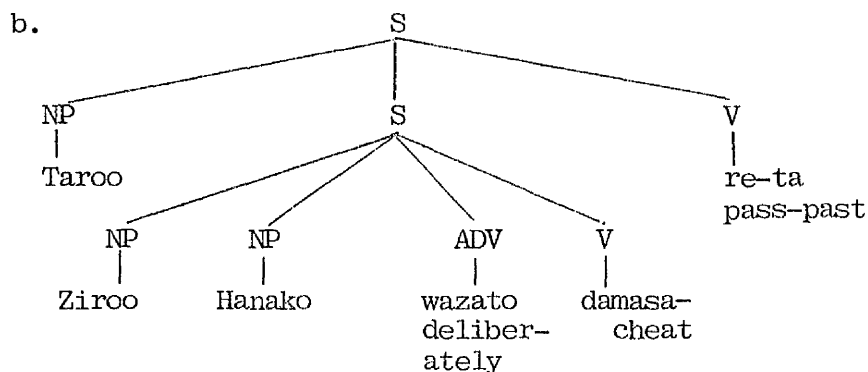 b. S
NP S V
Taroo re-ta
pass-past
NP NP ADV V
Ziroo Hanako wazato damasa-
deliber- cheat
ately